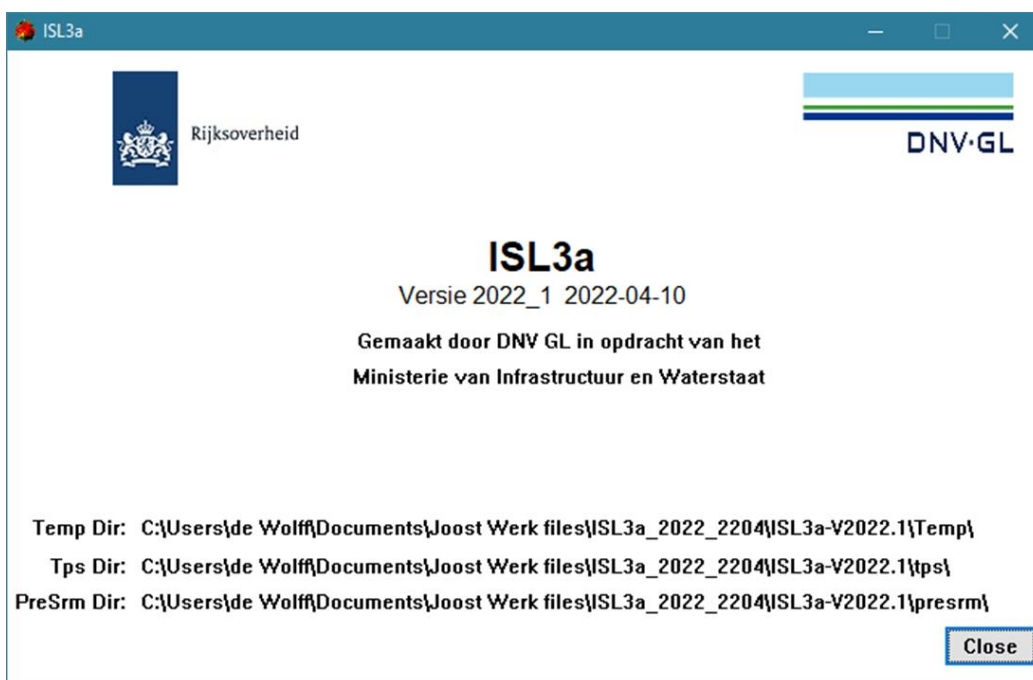 ISL3a
Rijksoverheid
DNV·GL
ISL3a
Versie 2022_1 2022-04-10
Gemaakt door DNV GL in opdracht van het
Ministerie van Infrastructuur en Waterstaat
Temp Dir: C:\Users\de Wolff\Documents\Joost Werk files\ISL3a_2022_2204\ISL3a-V2022.1\Temp\
Tps Dir: C:\Users\de Wolff\Documents\Joost Werk files\ISL3a_2022_2204\ISL3a-V2022.1\tps\
PreSrm Dir: C:\Users\de Wolff\Documents\Joost Werk files\ISL3a_2022_2204\ISL3a-V2022.1\presrm\
Close